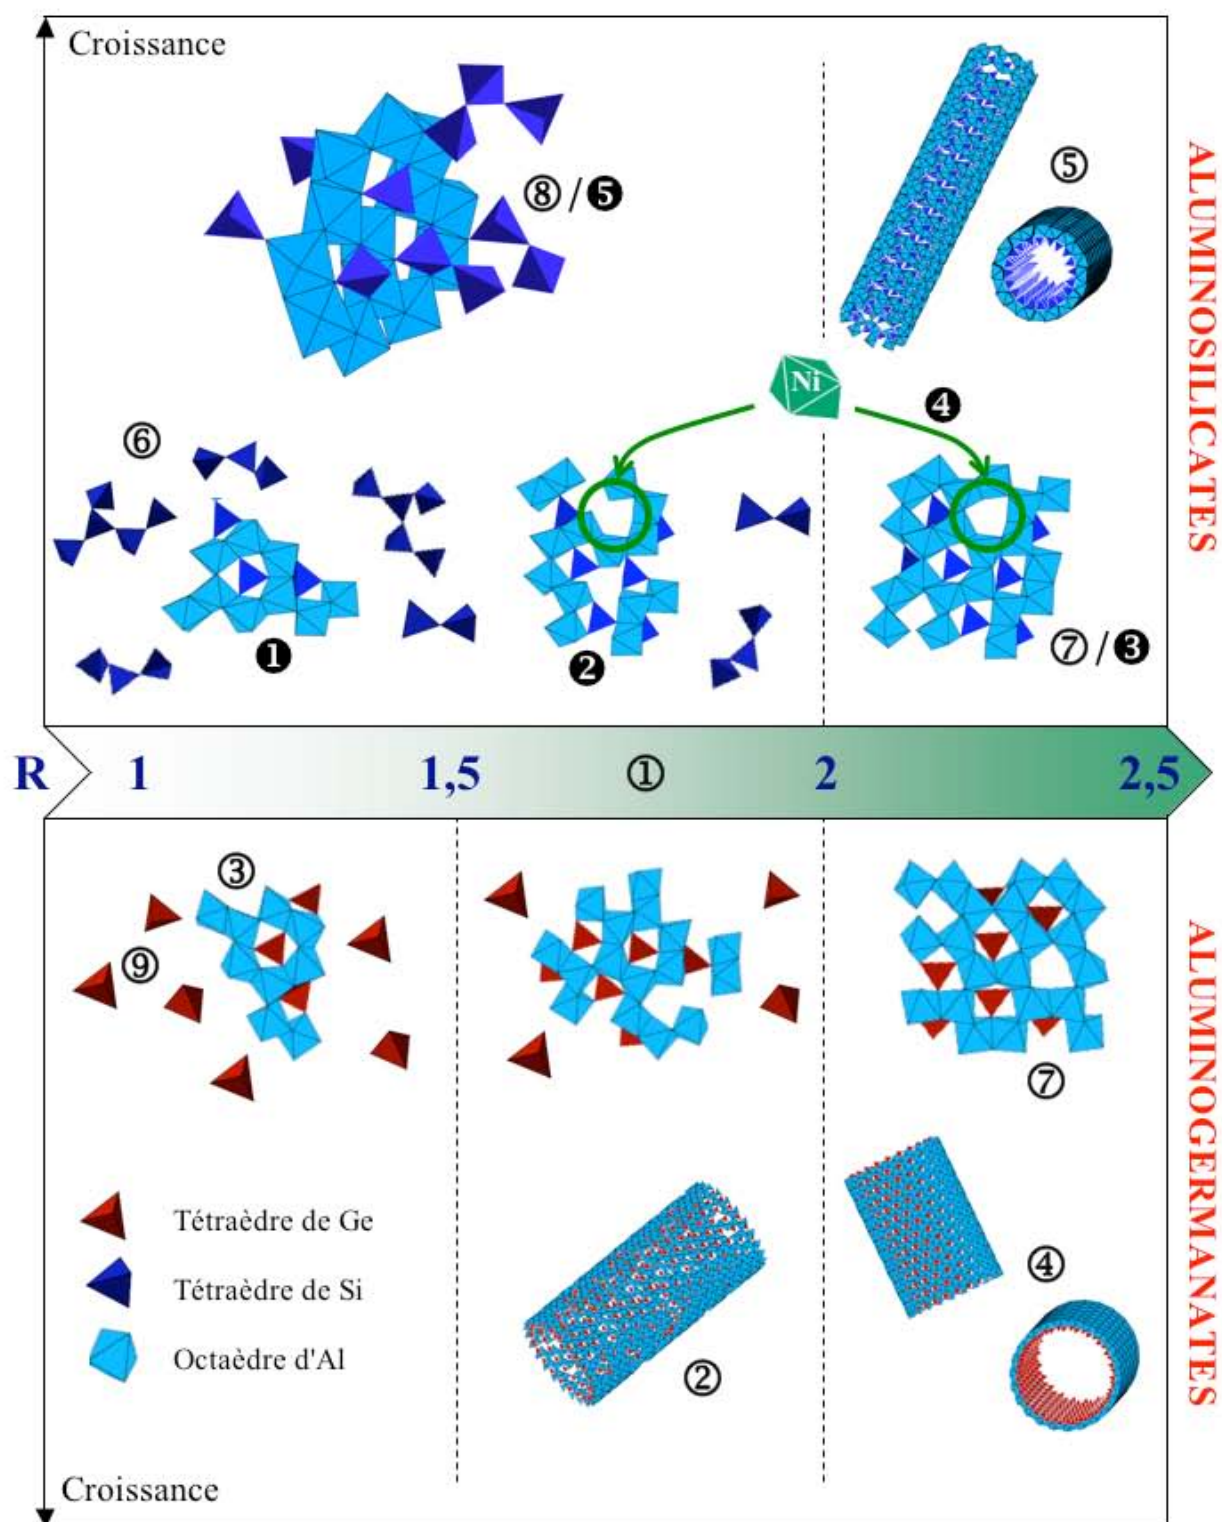 Croissance
⑧ / ❺
⑤
Ni
❹
⑥
❶
❷
⑦ / ❸
ALUMINOSILICATES
R 1 1,5 ① 2 2,5
③
⑨
⑦
Tétraèdre de Ge
Tétraèdre de Si
Octaèdre d'Al
②
④
ALUMINOGERMANATES
Croissance